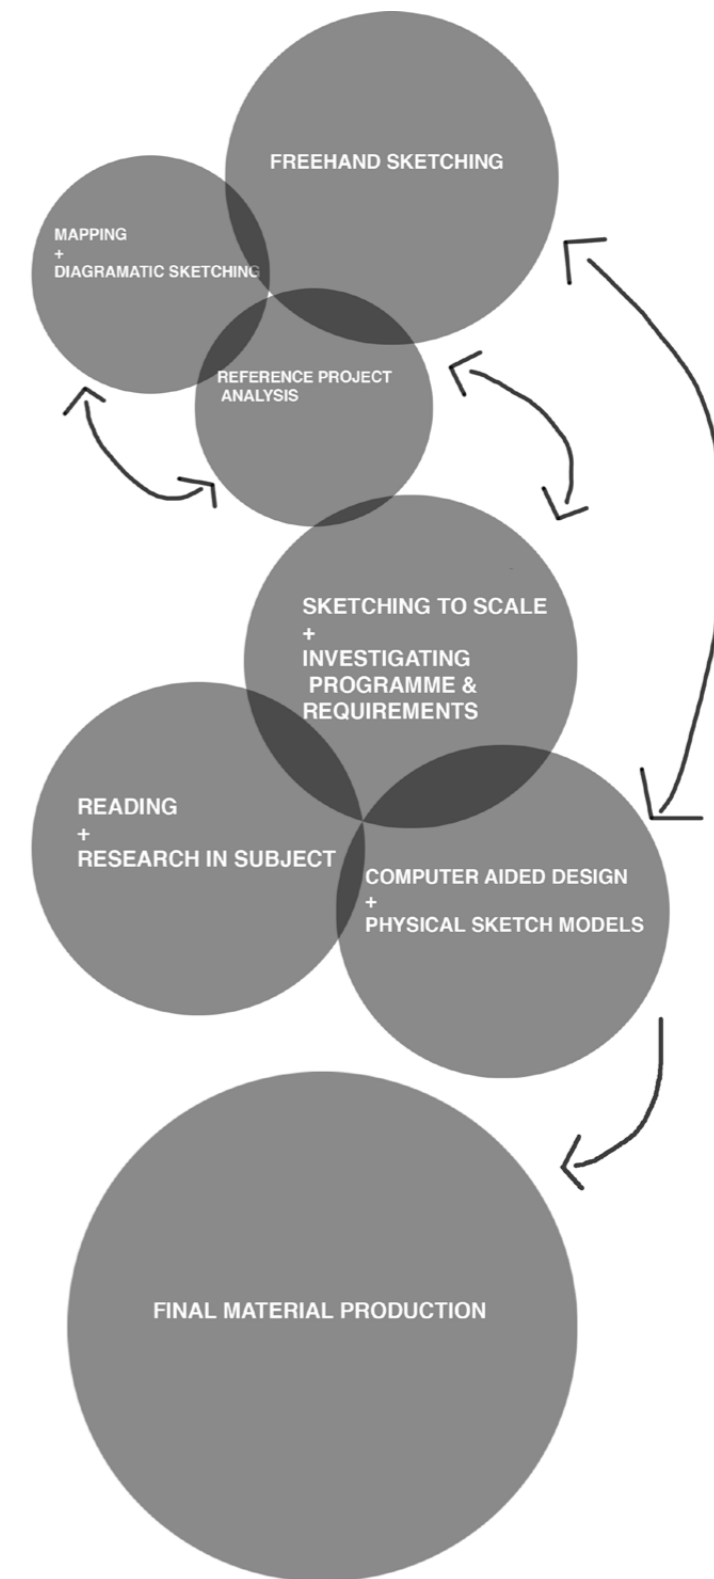 FREEHAND SKETCHING
MAPPING
+
DIAGRAMATIC SKETCHING
REFERENCE PROJECT
ANALYSIS
SKETCHING TO SCALE
+
INVESTIGATING
PROGRAMME &
REQUIREMENTS
READING
+
RESEARCH IN SUBJECT
COMPUTER AIDED DESIGN
+
PHYSICAL SKETCH MODELS
FINAL MATERIAL PRODUCTION